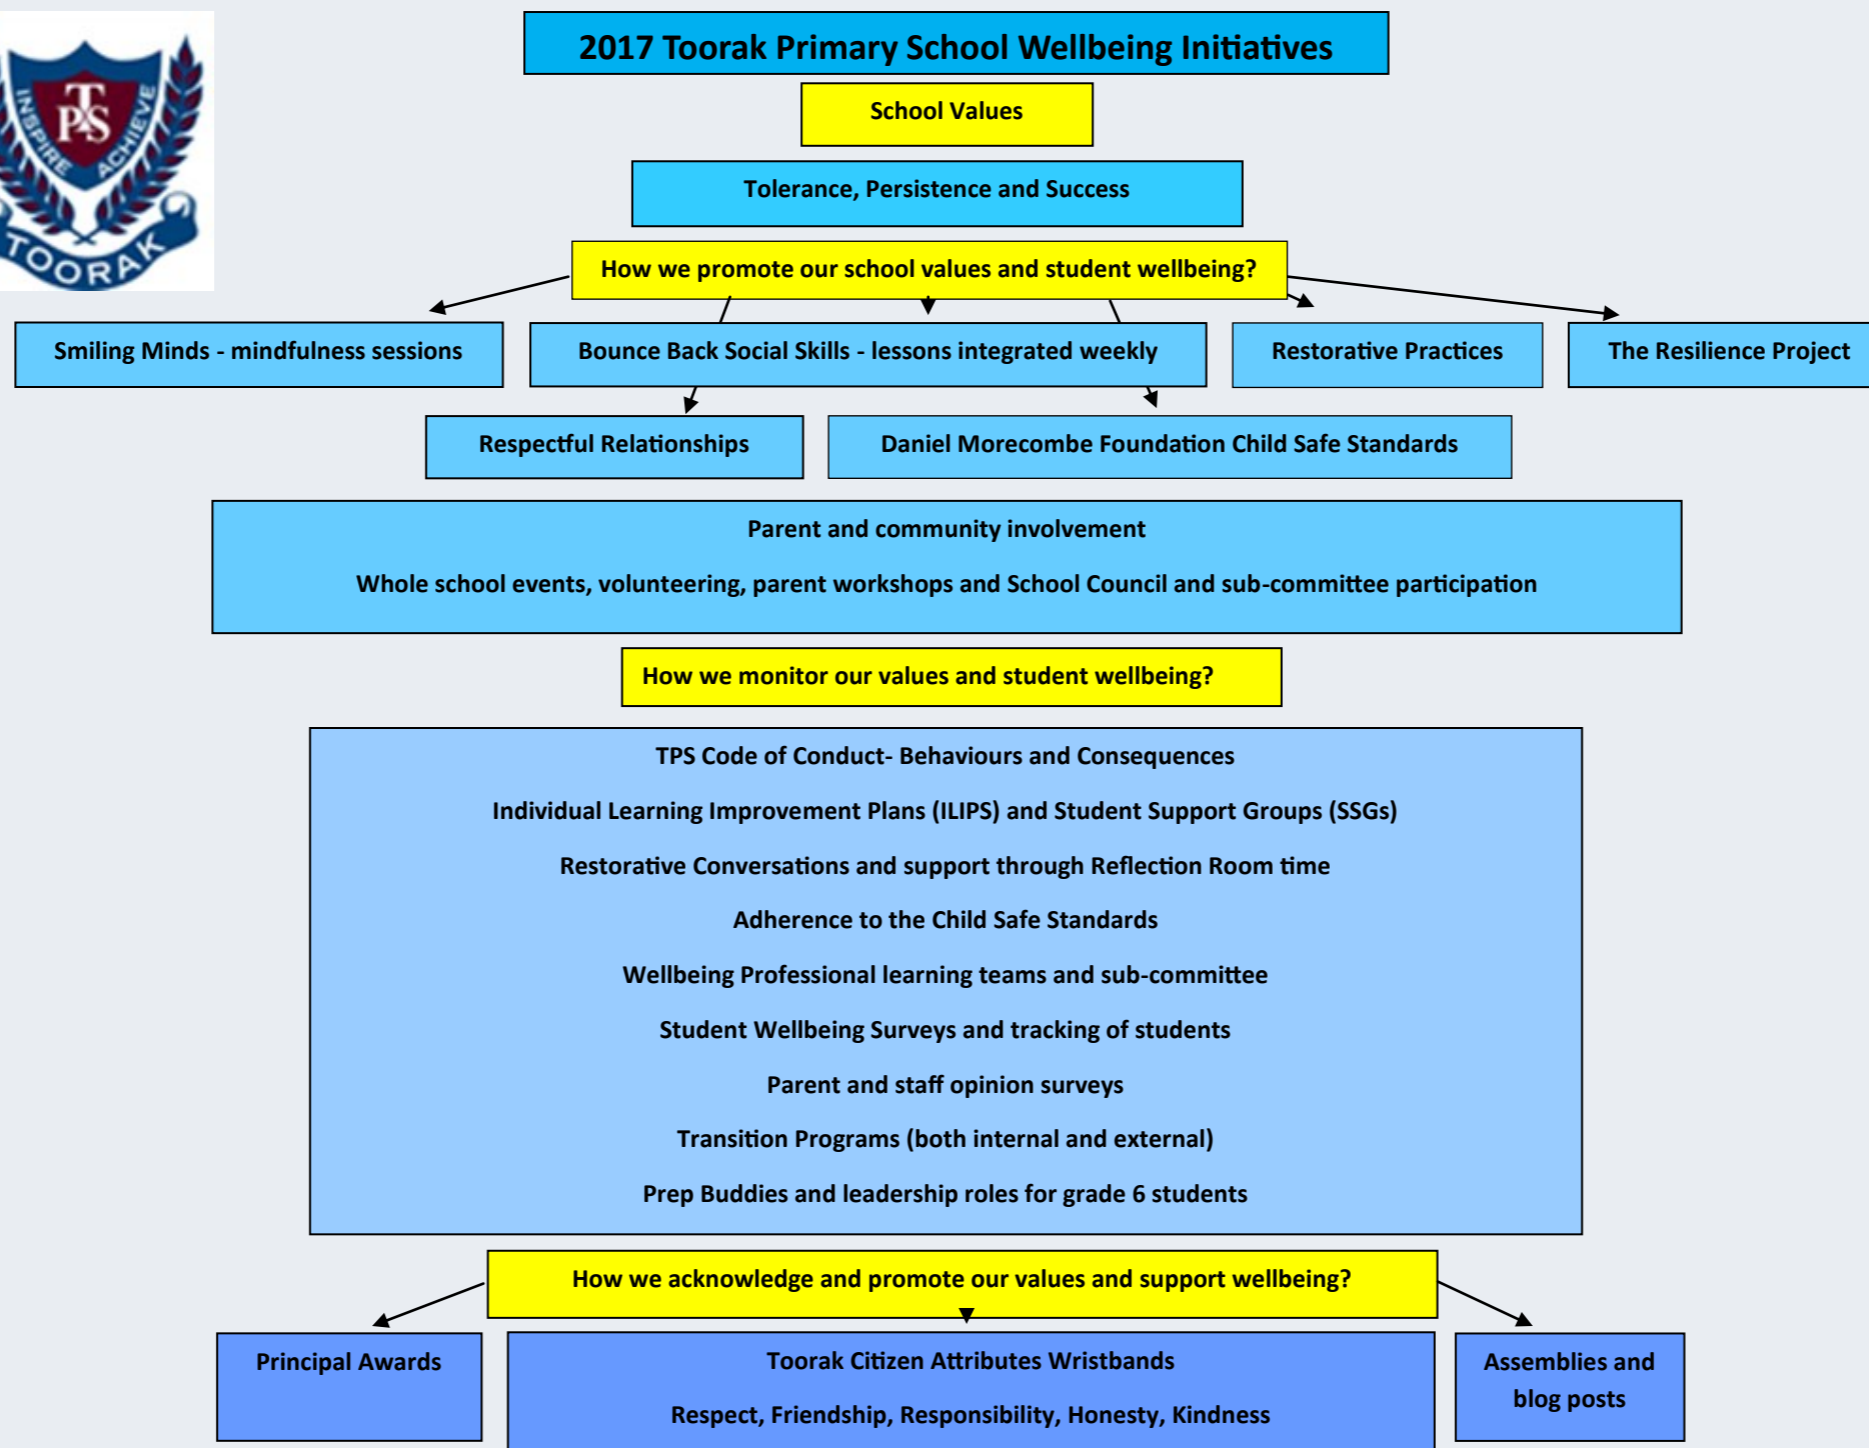 TPS
INSPIRE ACHIEVE
TOORAK
2017 Toorak Primary School Wellbeing Initiatives
School Values
Tolerance, Persistence and Success
How we promote our school values and student wellbeing?
Smiling Minds - mindfulness sessions
Bounce Back Social Skills - lessons integrated weekly
Restorative Practices
The Resilience Project
Respectful Relationships
Daniel Morecombe Foundation Child Safe Standards
Parent and community involvement
Whole school events, volunteering, parent workshops and School Council and sub-committee participation
How we monitor our values and student wellbeing?
TPS Code of Conduct- Behaviours and Consequences
Individual Learning Improvement Plans (ILIPS) and Student Support Groups (SSGs)
Restorative Conversations and support through Reflection Room time
Adherence to the Child Safe Standards
Wellbeing Professional learning teams and sub-committee
Student Wellbeing Surveys and tracking of students
Parent and staff opinion surveys
Transition Programs (both internal and external)
Prep Buddies and leadership roles for grade 6 students
How we acknowledge and promote our values and support wellbeing?
Principal Awards
Toorak Citizen Attributes Wristbands
Respect, Friendship, Responsibility, Honesty, Kindness
Assemblies and
blog posts